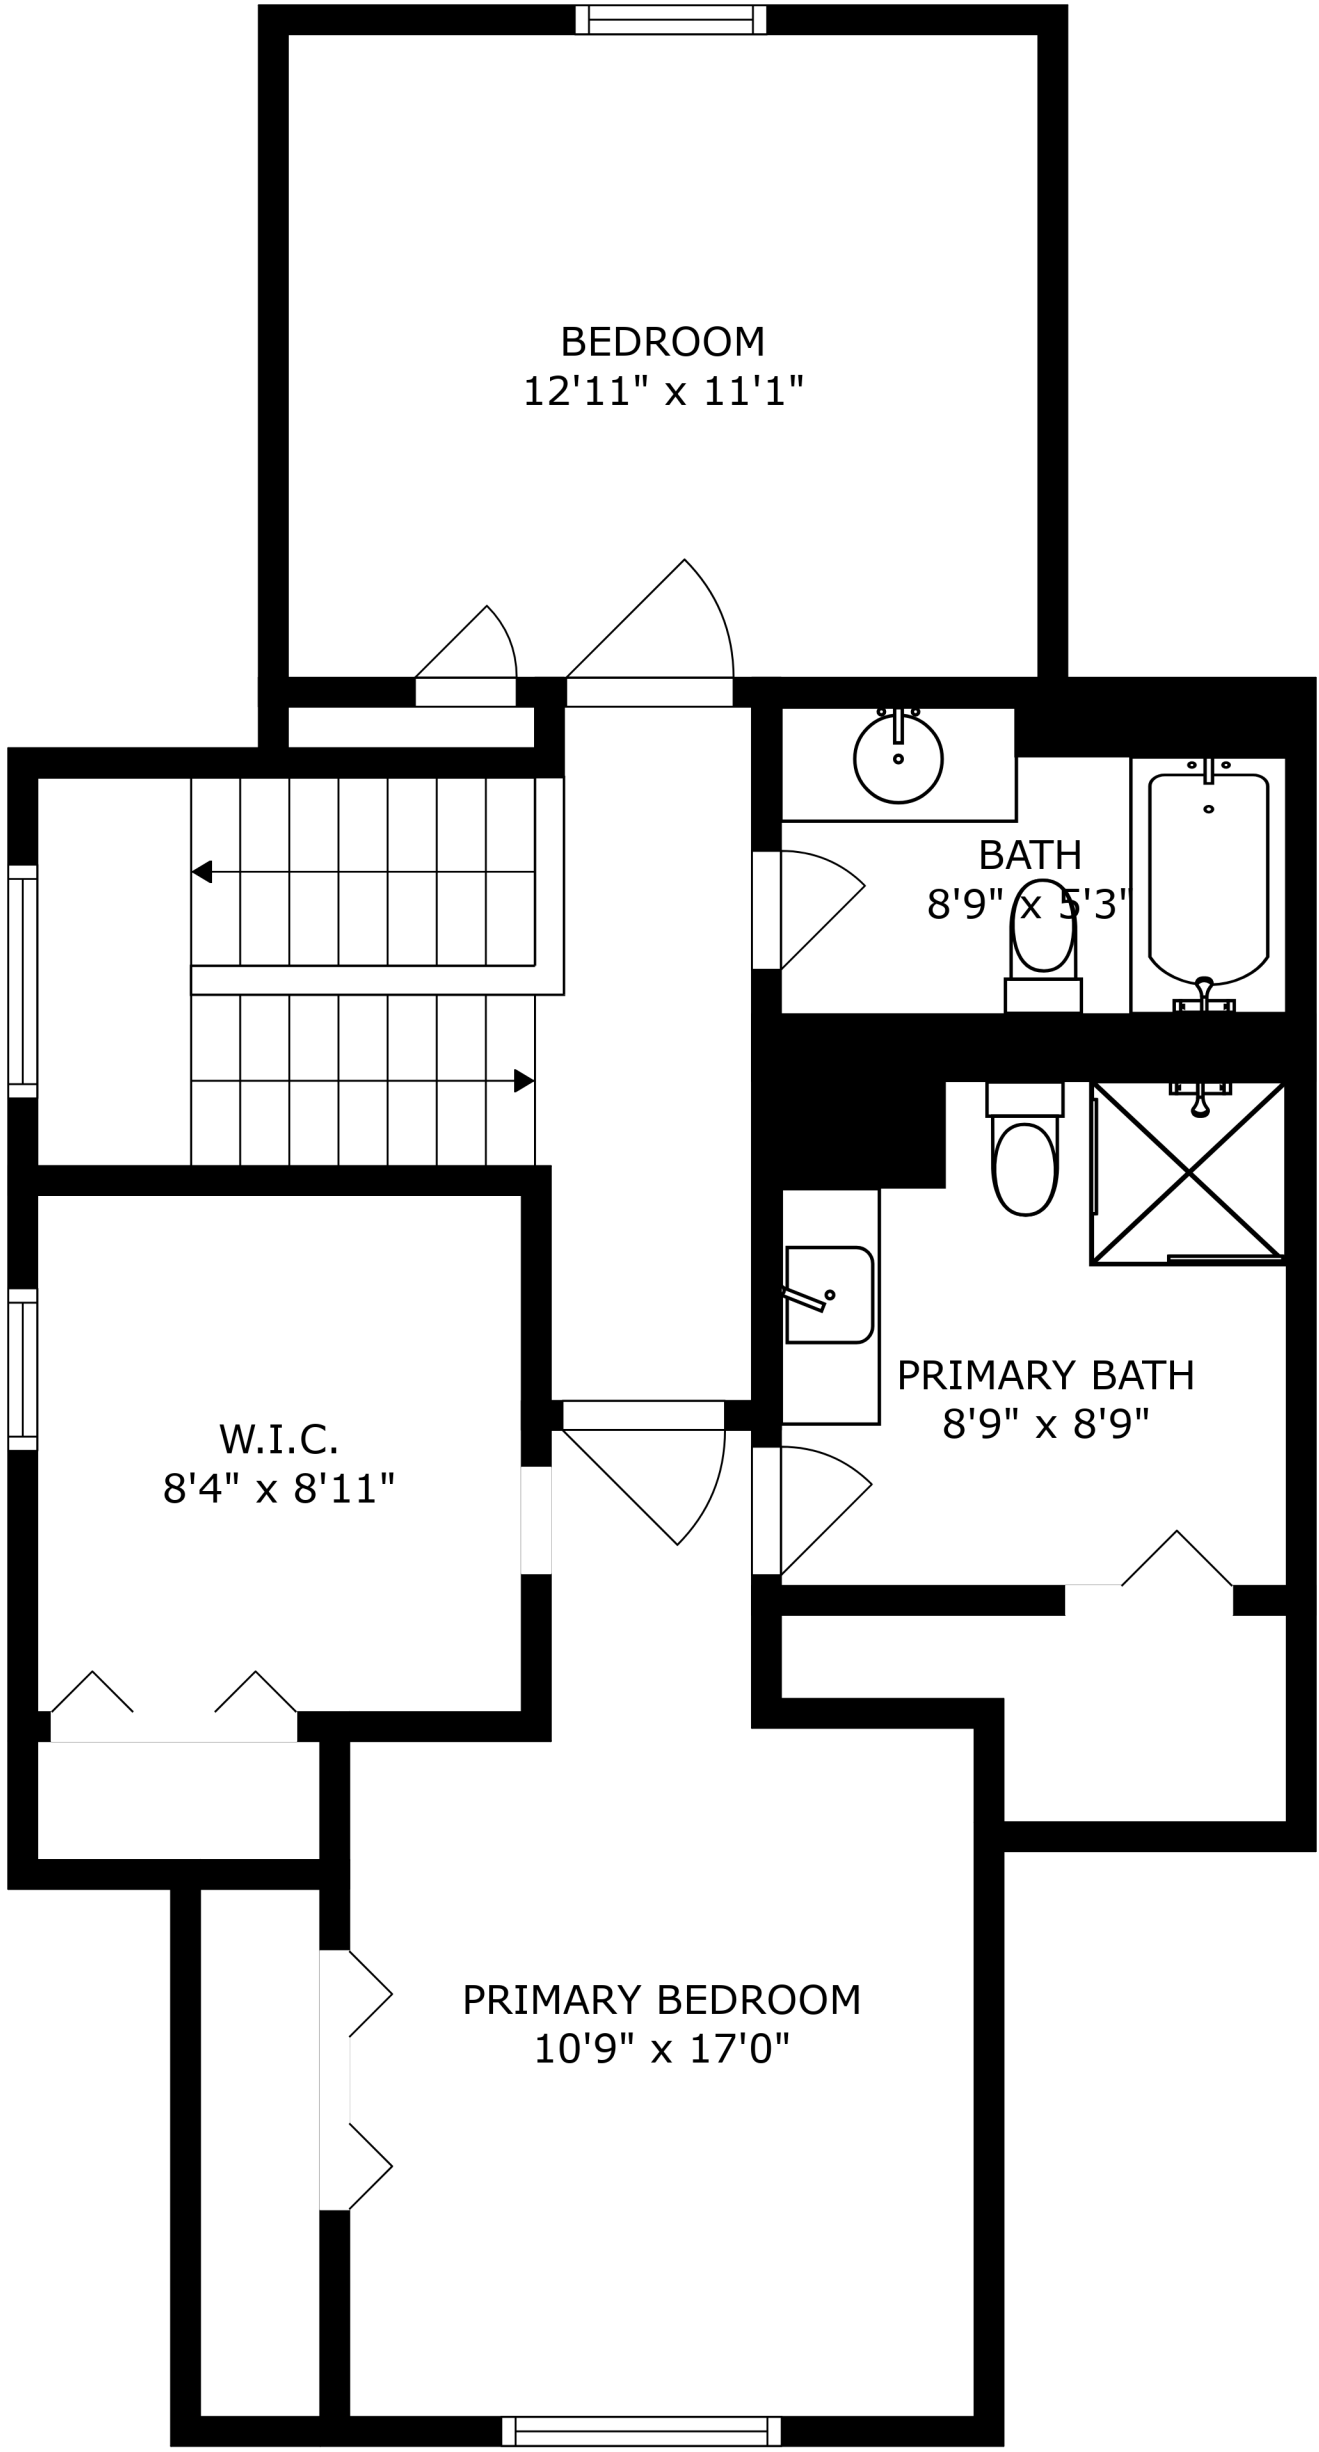 BEDROOM
12'11" x 11'1"
BATH
8'9" x 5'3"
PRIMARY BATH
8'9" x 8'9"
W.I.C.
8'4" x 8'11"
PRIMARY BEDROOM
10'9" x 17'0"